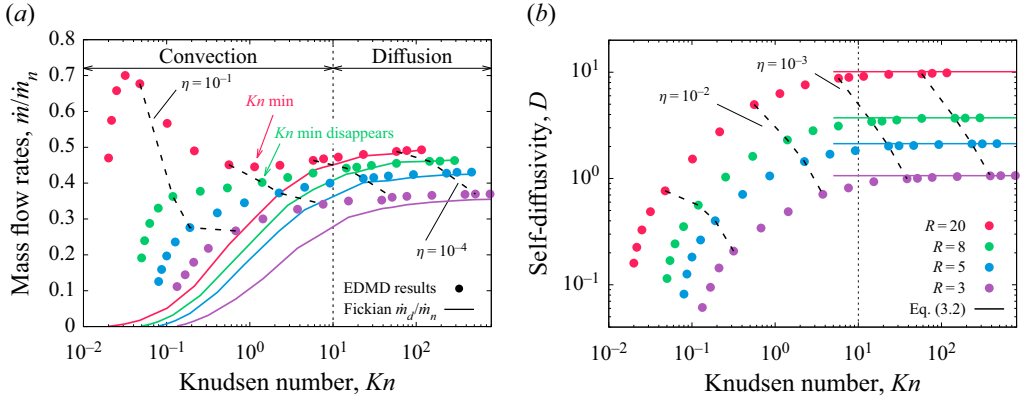 (a)
0.8
0.7
0.6
0.5
0.4
0.3
0.2
0.1
0
Mass flow rates, ṁ/ṁₙ
Convection
Diffusion
η = 10⁻¹
Kn min
Kn min disappears
η = 10⁻⁴
EDMD results
Fickian ṁ_d/ṁₙ
10⁻² 10⁻¹ 10⁰ 10¹ 10²
Knudsen number, Kn
(b)
10¹
10⁰
10⁻¹
Self-diffusivity, D
η = 10⁻³
η = 10⁻²
R = 20
R = 8
R = 5
R = 3
Eq. (3.2)
10⁻² 10⁻¹ 10⁰ 10¹ 10²
Knudsen number, Kn